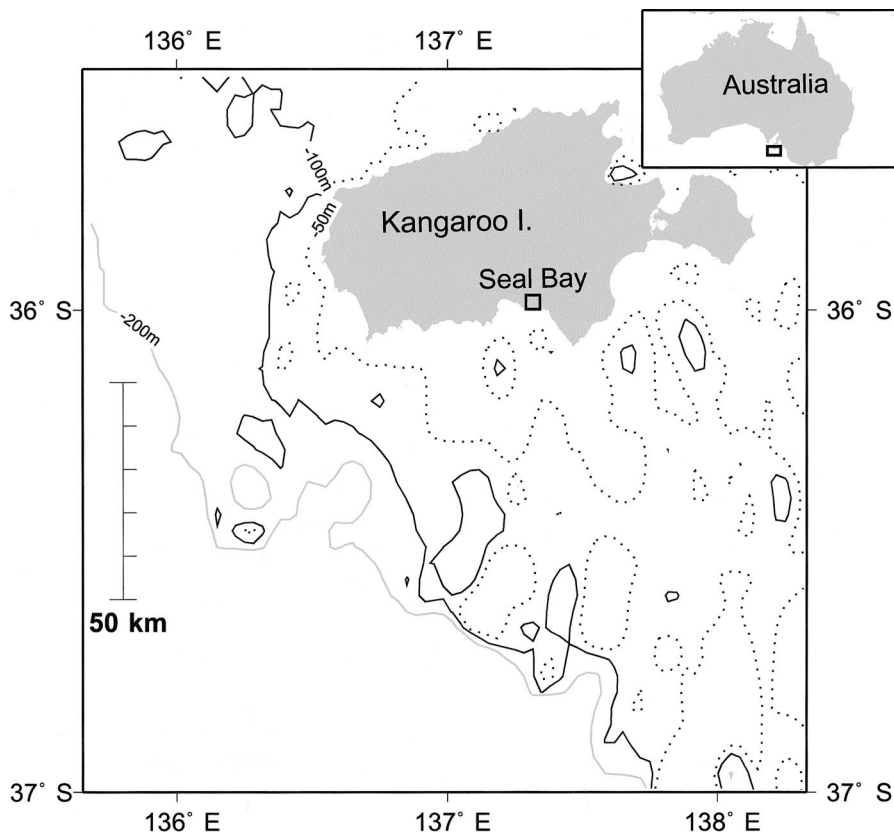 136° E
137° E
Australia
-100m
-50m
Kangaroo I.
Seal Bay
36° S
36° S
-200m
50 km
37° S
37° S
136° E
137° E
138° E